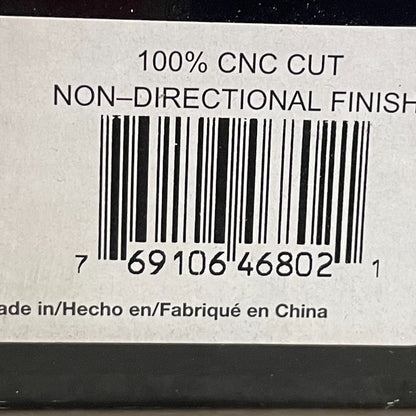 100% CNC CUT
NON–DIRECTIONAL FINISH
7 69106 46802 1
ade in/Hecho en/Fabriqué en China